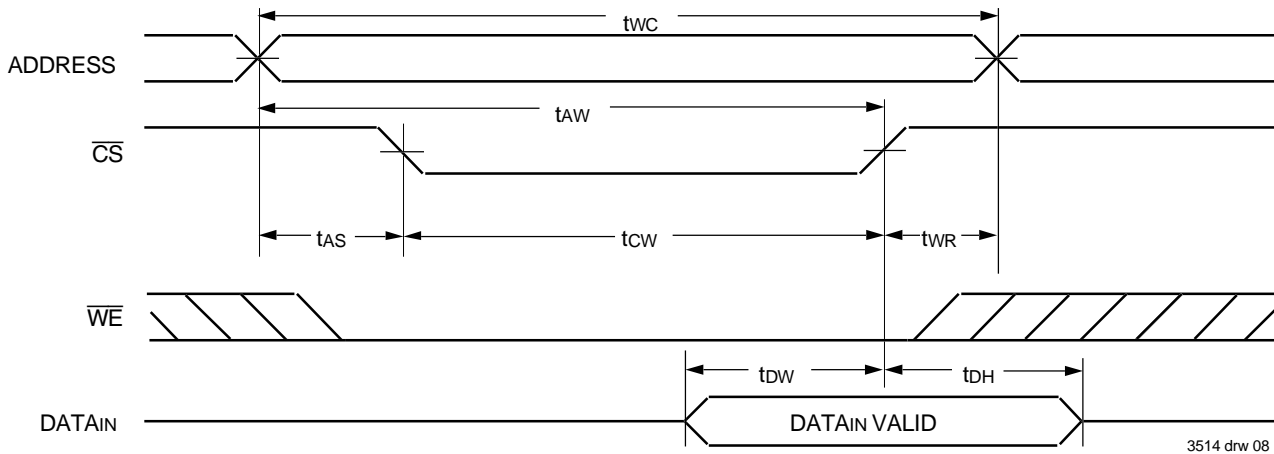 tWC
ADDRESS
tAW
CS
tAS
tCW
tWR
WE
tDW
tDH
DATAIN
DATAIN VALID
3514 drw 08